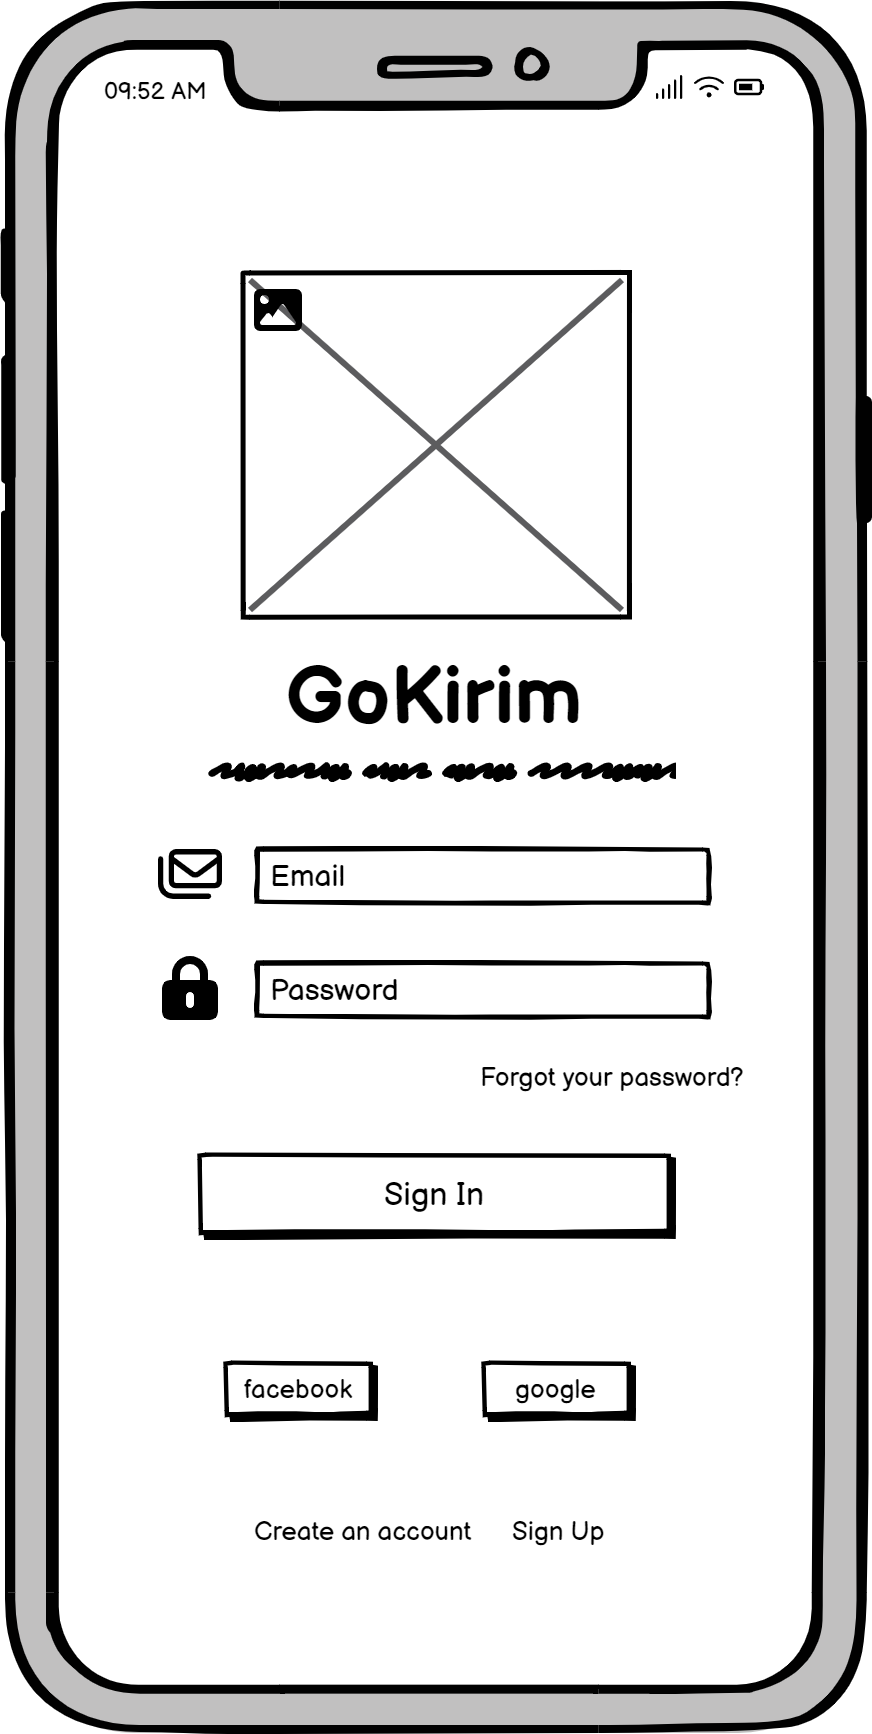 09:52 AM
GoKirim
Email
Password
Forgot your password?
Sign In
facebook
google
Create an account Sign Up